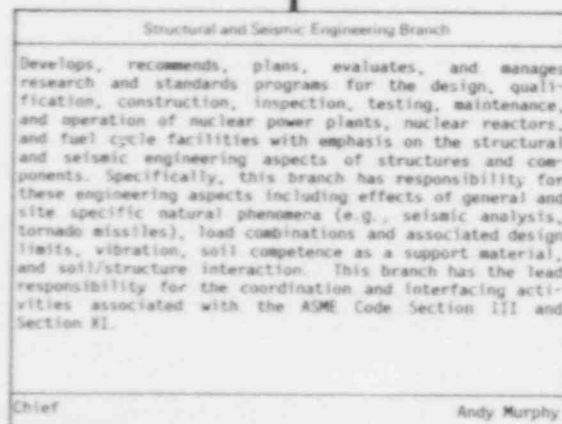 Structural and Seismic Engineering Branch
Develops, recommends, plans, evaluates, and manages
research and standards programs for the design, quali-
fication, construction, inspection, testing, maintenance,
and operation of nuclear power plants, nuclear reactors,
and fuel cycle facilities with emphasis on the structural
and seismic engineering aspects of structures and com-
ponents. Specifically, this branch has responsibility for
these engineering aspects including effects of general and
site specific natural phenomena (e.g., seismic analysis,
tornado missiles), load combinations and associated design
limits, vibration, soil competence as a support material,
and soil/structure interaction. This branch has the lead
responsibility for the coordination and interfacing acti-
vities associated with the ASME Code Section III and
Section XI.
Chief Andy Murphy